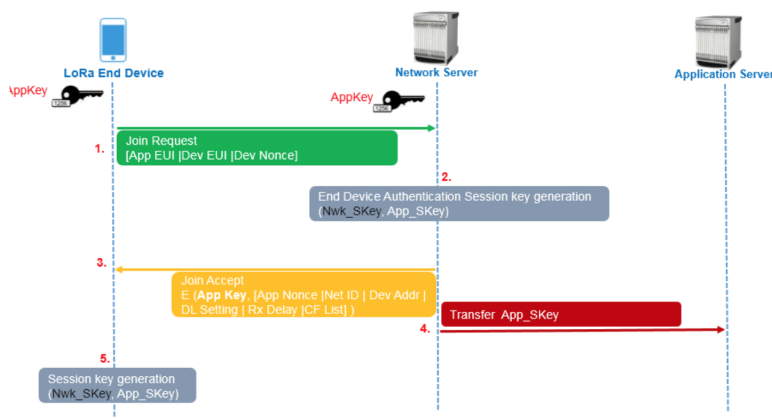 LoRa End Device
Network Server
Application Server
AppKey
AppKey
1.
Join Request
[App EUI |Dev EUI |Dev Nonce]
2.
End Device Authentication Session key generation
(Nwk_SKey, App_SKey)
3.
Join Accept
E (App Key, [App Nonce |Net ID | Dev Addr |
DL Setting | Rx Delay |CF List] )
Transfer App_SKey
4.
5.
Session key generation
(Nwk_SKey, App_SKey)